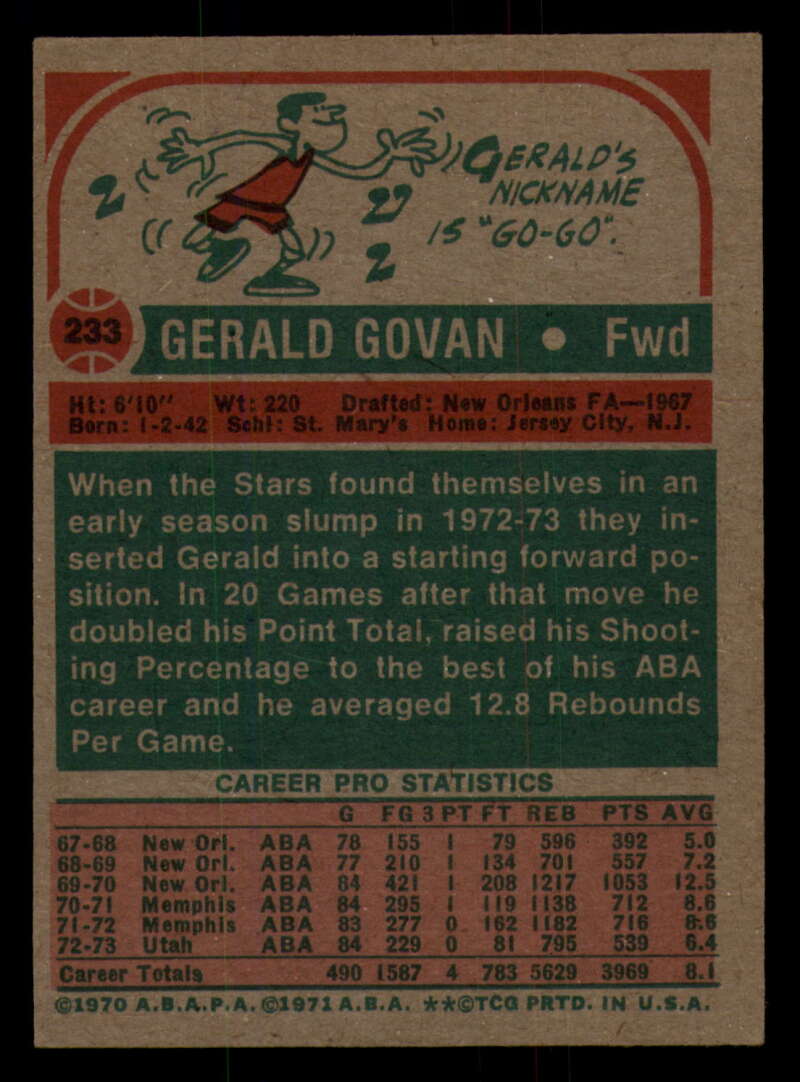 GERALD'S
NICKNAME
IS "GO-GO".
233 GERALD GOVAN • Fwd
Ht: 6'10" Wt: 220 Drafted: New Orleans FA—1967
Born: 1-2-42 Schl: St. Mary's Home: Jersey City, N.J.
When the Stars found themselves in an
early season slump in 1972-73 they in-
serted Gerald into a starting forward po-
sition. In 20 Games after that move he
doubled his Point Total, raised his Shoot-
ing Percentage to the best of his ABA
career and he averaged 12.8 Rebounds
Per Game.
CAREER PRO STATISTICS
G FG 3 PT FT REB PTS AVG
67-68 New Orl. ABA 78 155 1 79 596 392 5.0
68-69 New Orl. ABA 77 210 1 134 701 557 7.2
69-70 New Orl. ABA 84 421 1 208 1217 1053 12.5
70-71 Memphis ABA 84 295 1 119 1138 712 8.6
71-72 Memphis ABA 83 277 0 162 1182 716 8.6
72-73 Utah ABA 84 229 0 81 795 539 6.4
Career Totals 490 1587 4 783 5629 3969 8.1
©1970 A.B.A.P.A. ©1971 A.B.A. **©TCG PRTD. IN U.S.A.